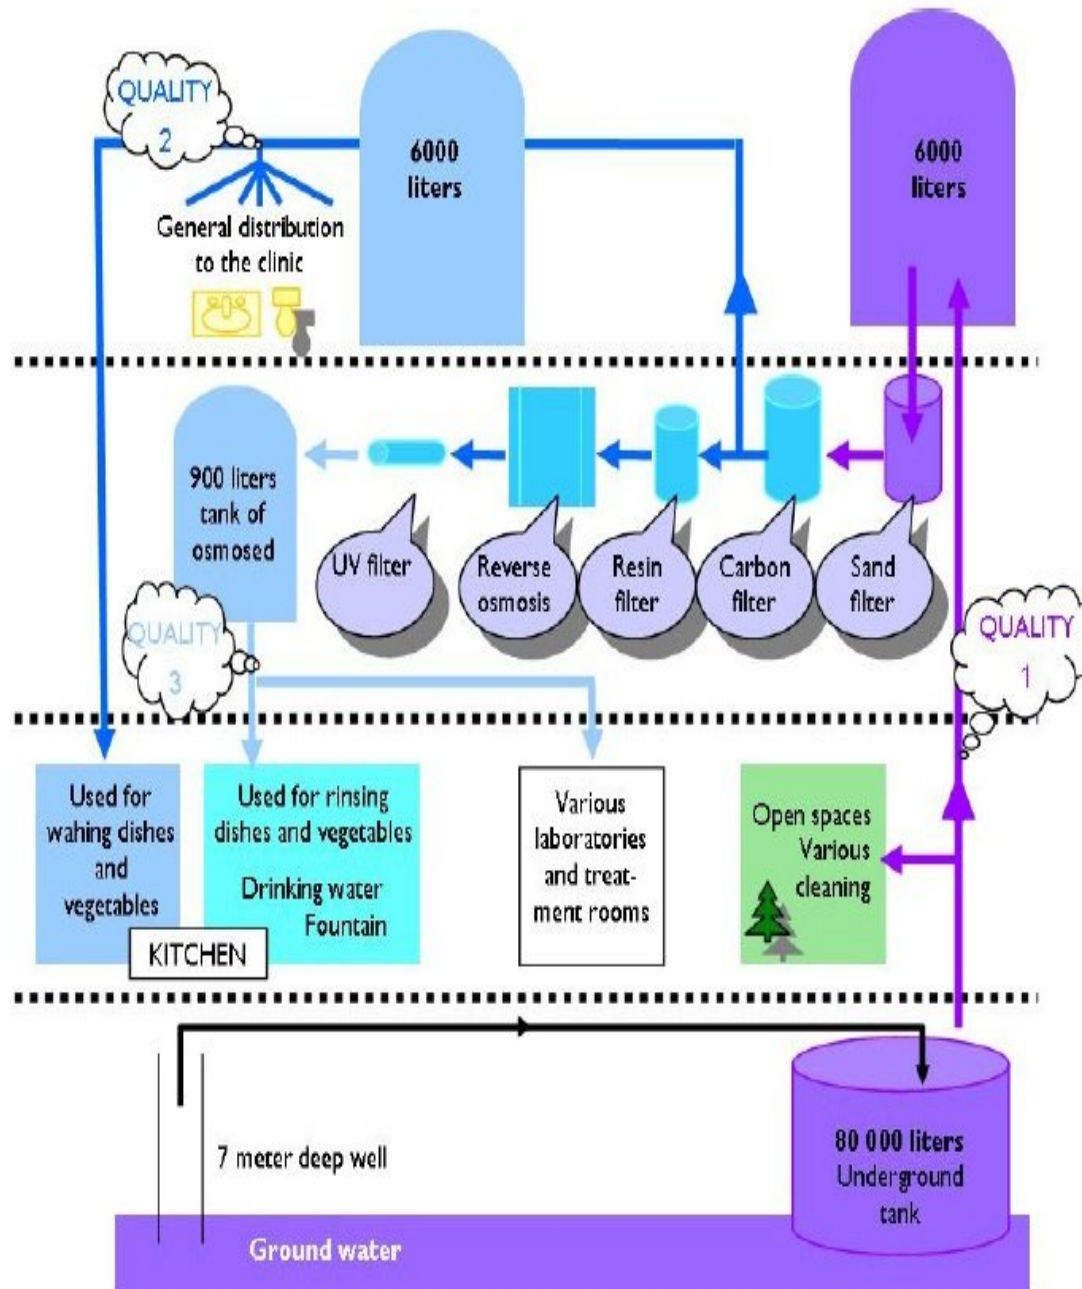 QUALITY
2
6000
liters
6000
liters
General distribution
to the clinic
900 liters
tank of
osmosed
UV filter
Reverse
osmosis
Resin
filter
Carbon
filter
Sand
filter
QUALITY
3
QUALITY
1
Used for
wahing dishes
and
vegetables
Used for rinsing
dishes and vegetables
Drinking water
Fountain
KITCHEN
Various
laboratories
and treat-
ment rooms
Open spaces
Various
cleaning
7 meter deep well
80 000 liters
Underground
tank
Ground water